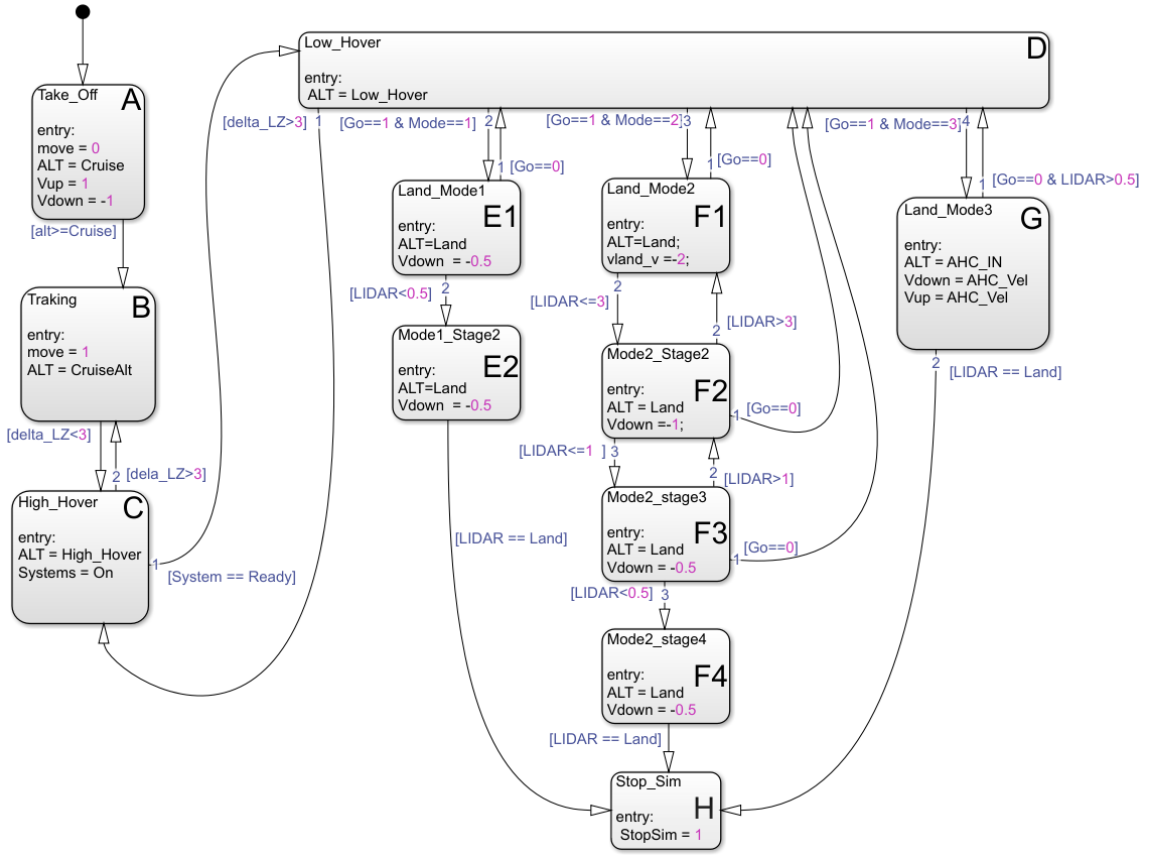 Low_Hover
D
entry:
ALT = Low_Hover
Take_Off
A
entry:
move = 0
ALT = Cruise
Vup = 1
Vdown = -1
[alt>=Cruise]
Traking
B
entry:
move = 1
ALT = CruiseAlt
[delta_LZ<3]
2
[dela_LZ>3]
High_Hover
C
entry:
ALT = High_Hover
Systems = On
1
[System == Ready]
[delta_LZ>3]
1
[Go==1 & Mode==1]
2
1
[Go==0]
Land_Mode1
E1
entry:
ALT=Land
Vdown  = -0.5
[LIDAR<0.5]
2
Mode1_Stage2
E2
entry:
ALT=Land
Vdown  = -0.5
[LIDAR == Land]
[Go==1 & Mode==2]
3
1
[Go==0]
Land_Mode2
F1
entry:
ALT=Land;
vland_v =-2;
2
[LIDAR<=3]
2
[LIDAR>3]
Mode2_Stage2
F2
entry:
ALT = Land
Vdown =-1;
1
[Go==0]
[LIDAR<=1  ]
3
2
[LIDAR>1]
Mode2_stage3
F3
entry:
ALT = Land
Vdown = -0.5
1
[Go==0]
[LIDAR<0.5]
3
Mode2_stage4
F4
entry:
ALT = Land
Vdown = -0.5
[LIDAR == Land]
Stop_Sim
H
entry:
StopSim = 1
[Go==1 & Mode==3]
4
1
[Go==0 & LIDAR>0.5]
Land_Mode3
G
entry:
ALT = AHC_IN
Vdown = AHC_Vel
Vup = AHC_Vel
2
[LIDAR == Land]